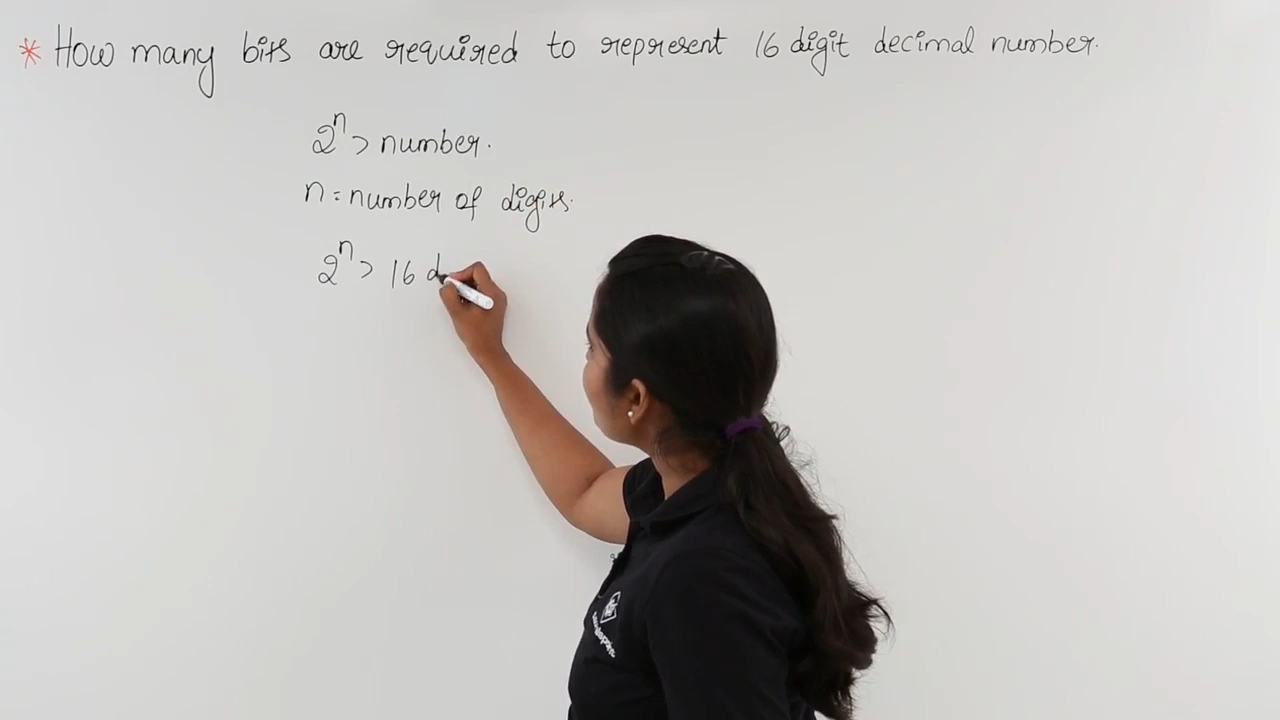 * How many bits are required to represent 16 digit decimal number.
2ⁿ > number.
n = number of digits.
2ⁿ > 16 d